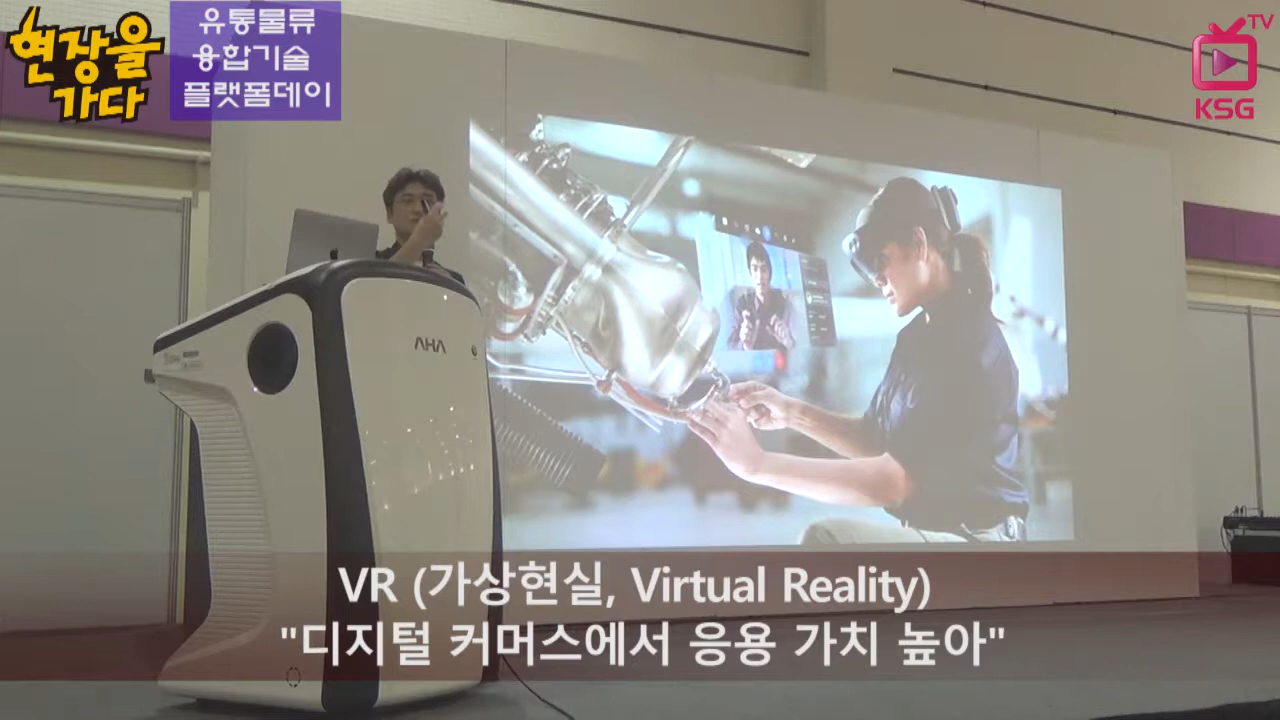 현장을
가다
유통물류
융합기술
플랫폼데이
TV
KSG
AHA
VR (가상현실, Virtual Reality)
"디지털 커머스에서 응용 가치 높아"